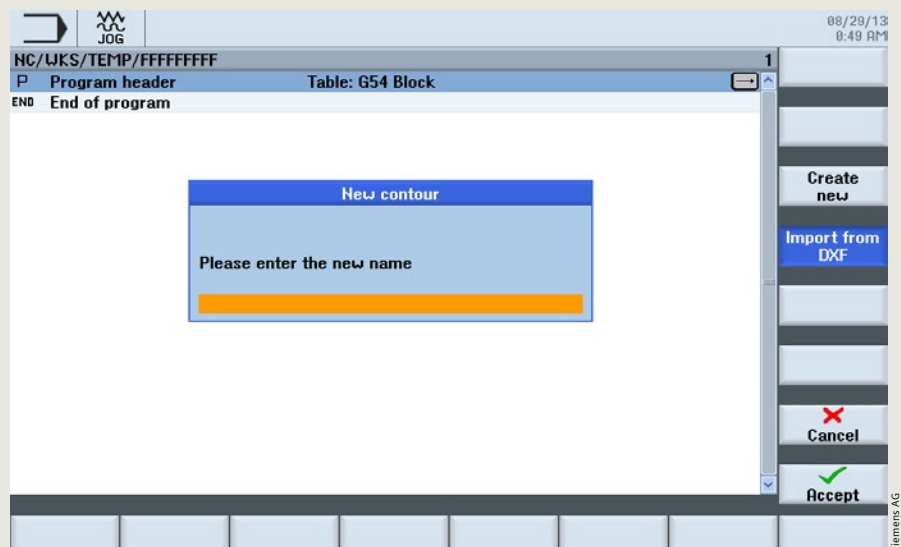 JOG
08/29/13
8:49 AM
NC/WKS/TEMP/FFFFFFFFF 1
P Program header Table: G54 Block
END End of program
New contour
Please enter the new name
Create
new
Import from
DXF
Cancel
Accept
iemens AG